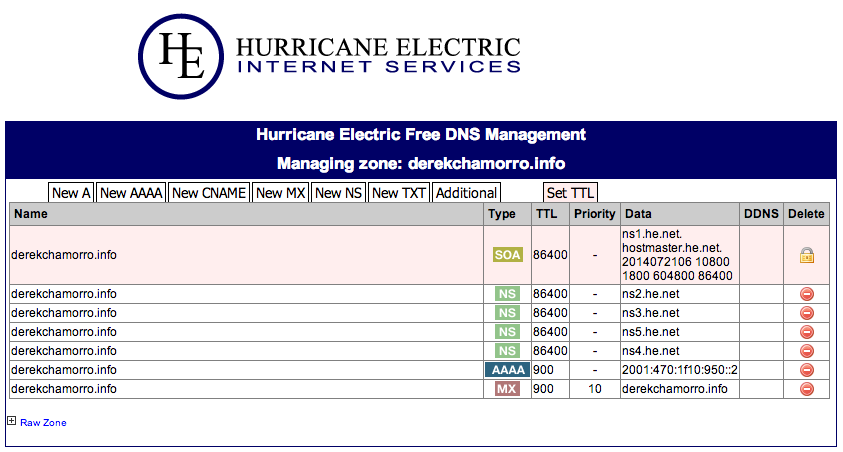 HE
HURRICANE ELECTRIC
INTERNET SERVICES
Hurricane Electric Free DNS Management
Managing zone: derekchamorro.info
New A New AAAA New CNAME New MX New NS New TXT Additional Set TTL
Name Type TTL Priority Data DDNS Delete
derekchamorro.info SOA 86400 - ns1.he.net.
hostmaster.he.net.
2014072106 10800
1800 604800 86400
derekchamorro.info NS 86400 - ns2.he.net
derekchamorro.info NS 86400 - ns3.he.net
derekchamorro.info NS 86400 - ns5.he.net
derekchamorro.info NS 86400 - ns4.he.net
derekchamorro.info AAAA 900 - 2001:470:1f10:950::2
derekchamorro.info MX 900 10 derekchamorro.info
Raw Zone